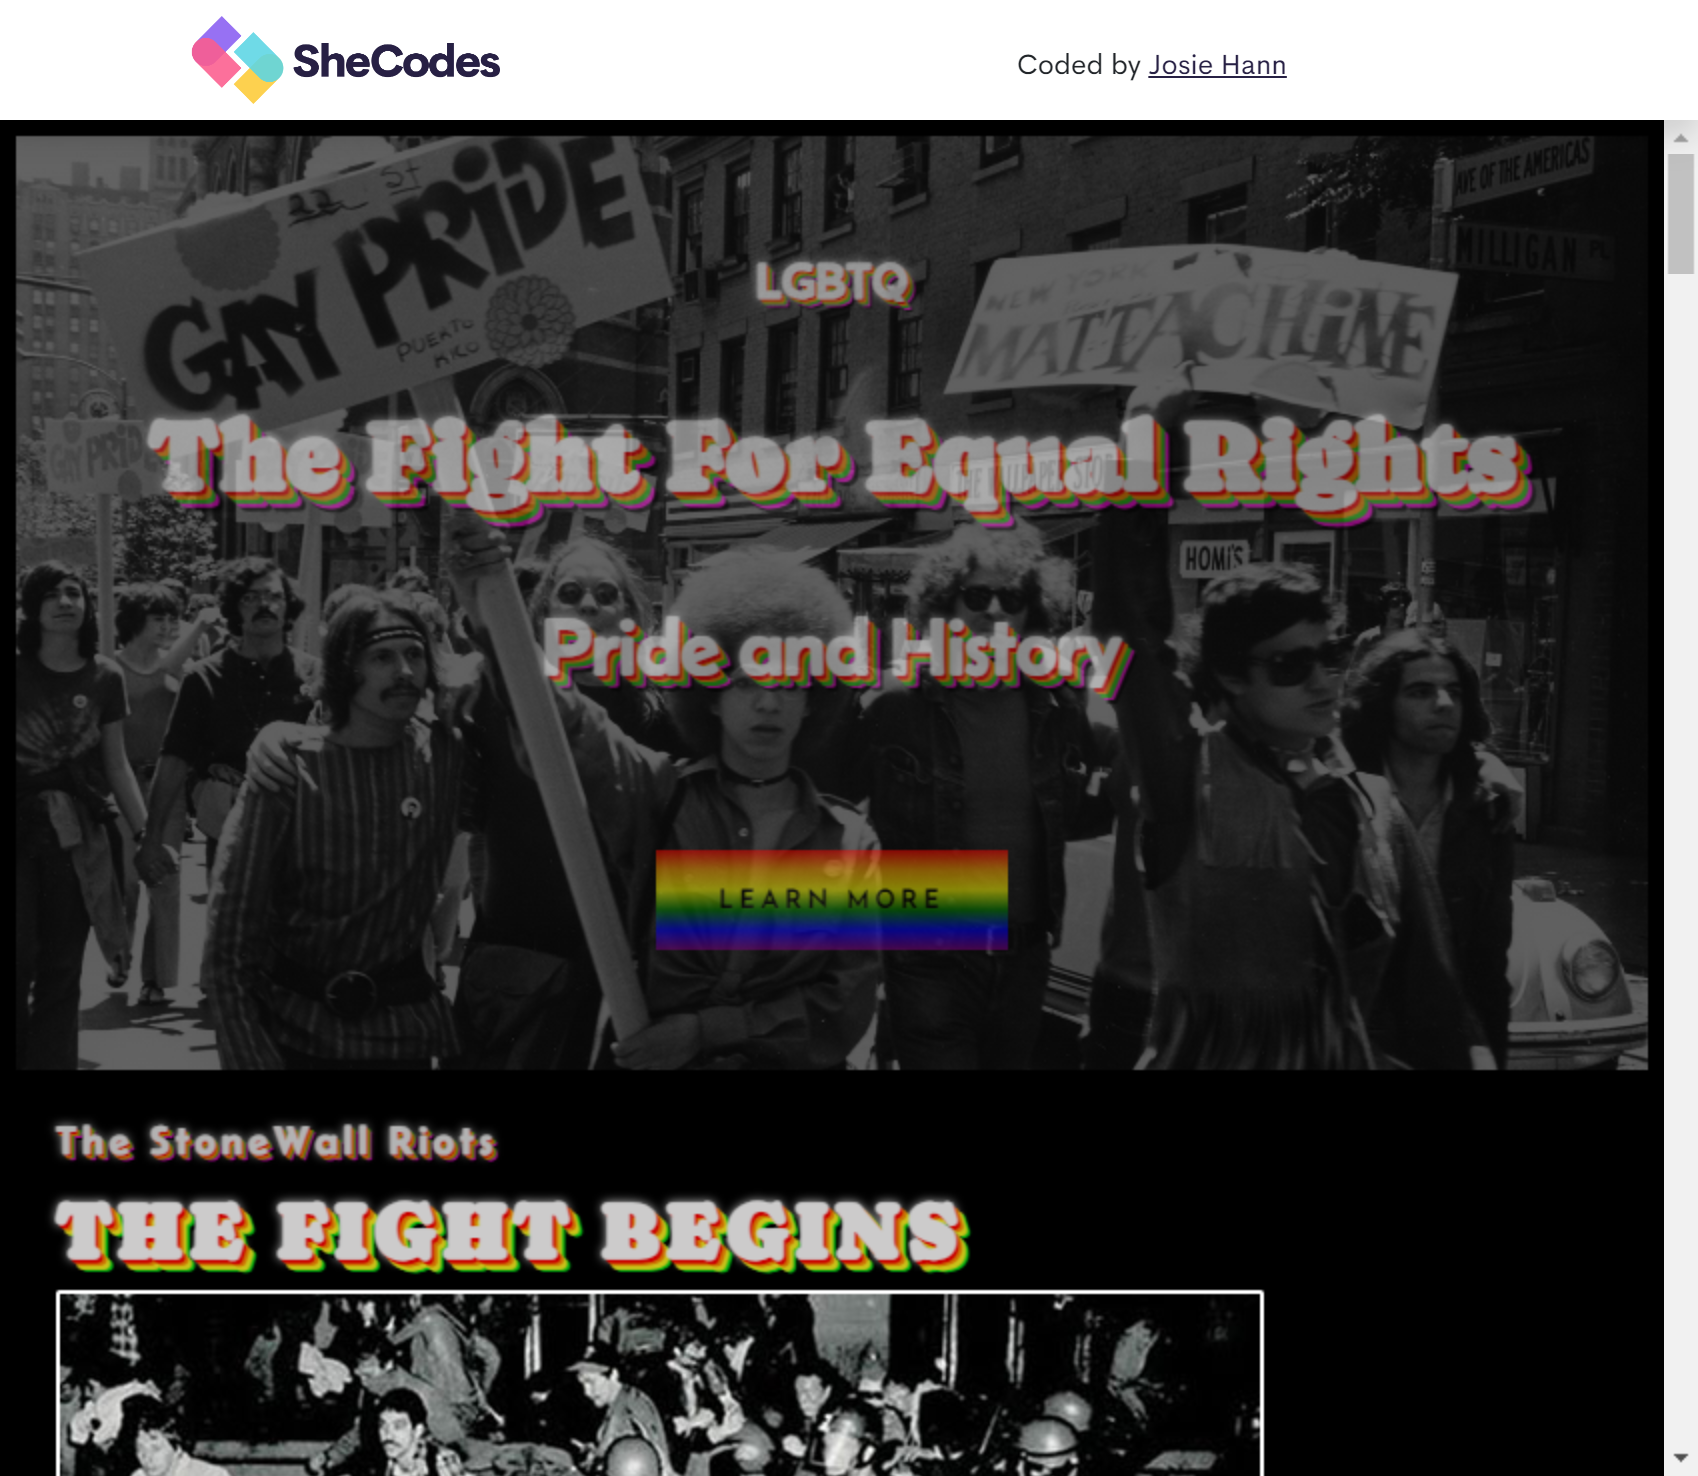 SheCodes
Coded by Josie Hann
AVE OF THE AMERICAS
MILLIGAN PL
22 St
GAY PRIDE
PUERTO
RICO
LGBTQ
NEW YORK
MATTACHINE
GAY PRIDE
The Fight For Equal Rights
HOMI'S
Pride and History
LEARN MORE
The StoneWall Riots
THE FIGHT BEGINS